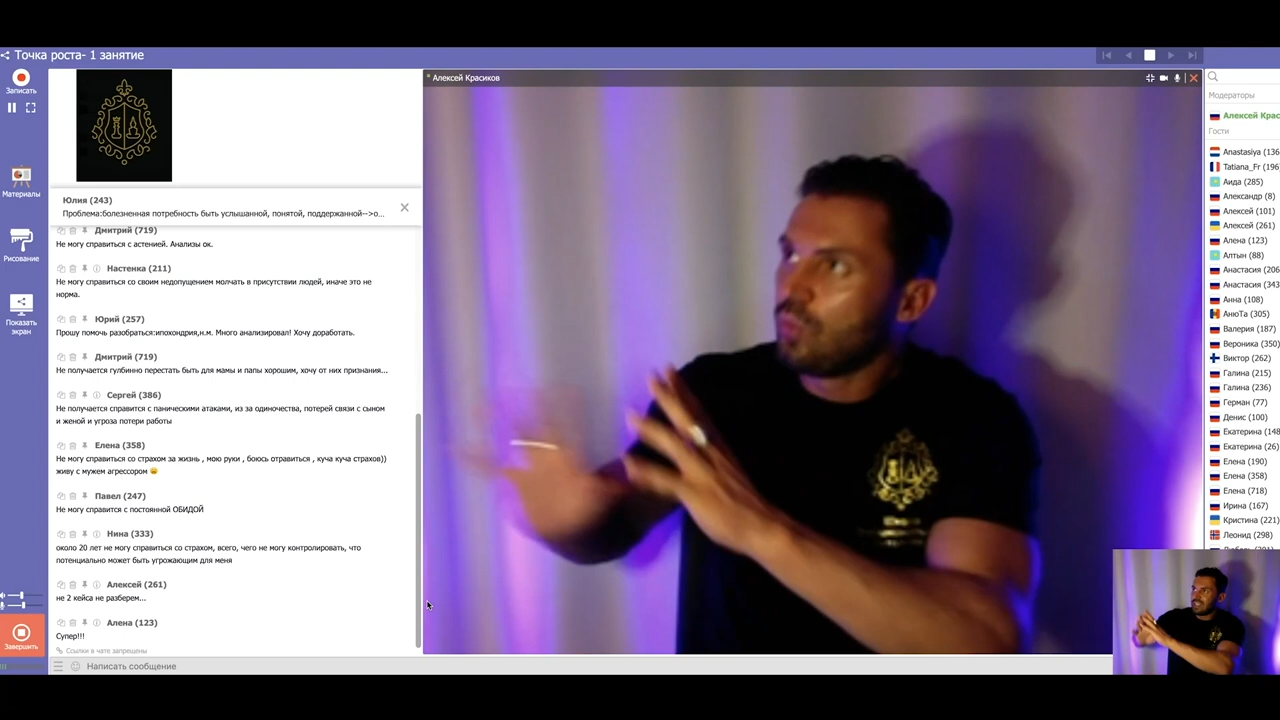 Точка роста- 1 занятие
Записать
Материалы
Рисование
Показать
экран
Завершить
Юлия (243)
Проблема:болезненная потребность быть услышанной, понятой, поддержанной-->о...
Дмитрий (719)
Не могу справиться с астенией. Анализы ок.
Настенка (211)
Не могу справиться со своим недопущением молчать в присутствии людей, иначе это не
норма.
Юрий (257)
Прошу помочь разобраться:ипохондрия,н.м. Много анализировал! Хочу доработать.
Дмитрий (719)
Не получается гулбинно перестать быть для мамы и папы хорошим, хочу от них признания...
Сергей (386)
Не получается справится с паническими атаками, из за одиночества, потерей связи с сыном
и женой и угроза потери работы
Елена (358)
Не могу справиться со страхом за жизнь , мою руки , боюсь отравиться , куча куча страхов))
живу с мужем агрессором
Павел (247)
Не могу справится с постоянной ОБИДОЙ
Нина (333)
около 20 лет не могу справиться со страхом, всего, чего не могу контролировать, что
потенциально может быть угрожающим для меня
Алексей (261)
не 2 кейса не разберем...
Алена (123)
Супер!!!
Ссылки в чате запрещены
Написать сообщение
* Алексей Красиков
Модераторы
Алексей Крас
Гости
Anastasiya (136
Tatiana_Fr (196
Аида (285)
Александр (8)
Алексей (101)
Алексей (261)
Алена (123)
Алтын (88)
Анастасия (206
Анастасия (343
Анна (108)
АнюТа (305)
Валерия (187)
Вероника (350)
Виктор (262)
Галина (215)
Галина (236)
Герман (77)
Денис (100)
Екатерина (148
Екатерина (26)
Елена (190)
Елена (358)
Елена (718)
Ирина (167)
Кристина (221)
Леонид (298)